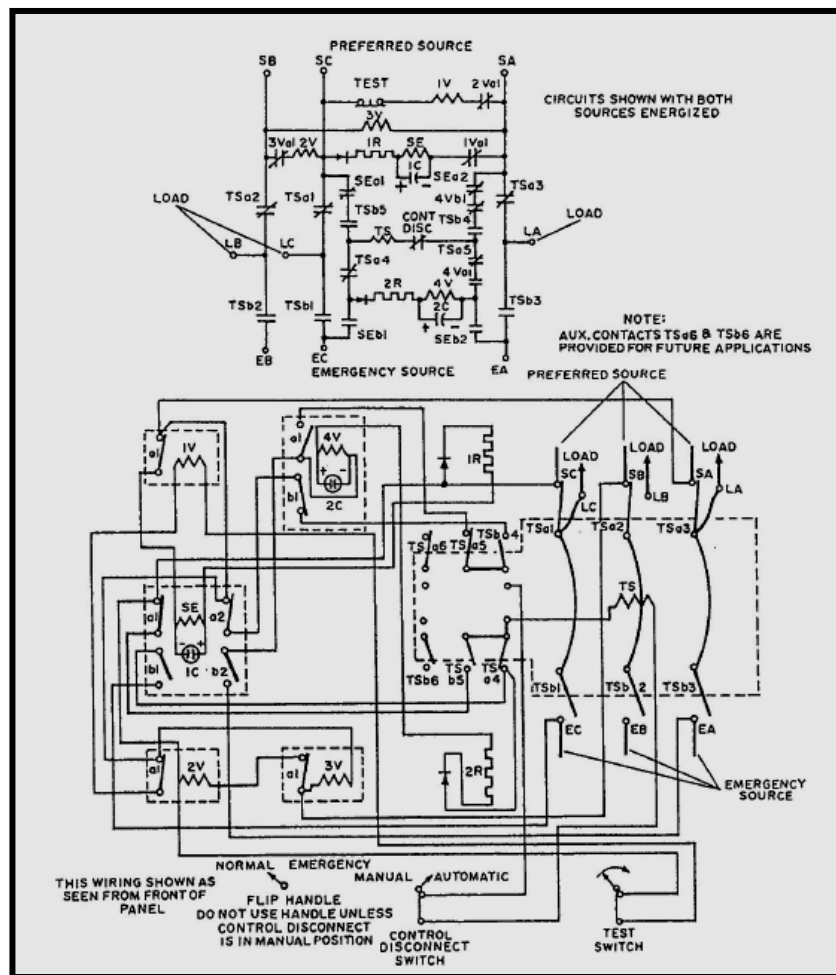 PREFERRED SOURCE
SB SC SA
TEST 1V 2Va1
CIRCUITS SHOWN WITH BOTH
SOURCES ENERGIZED
3V
3Va1 2V 1R SE 1Va1
1C
+ -
SEa1 SEa2
TSa2 TSa1 4Vb1 TSa3
LOAD TSb5 CONT TSb4 LOAD
TS DISC
LB LC TSa5 LA
TSa4 4Va1
2R 4V
2C
+ -
TSb2 TSb1 TSb3
SEb1 SEb2
EB EC EA
EMERGENCY SOURCE
NOTE:
AUX. CONTACTS TSa6 & TSb6 ARE
PROVIDED FOR FUTURE APPLICATIONS
PREFERRED SOURCE
a1 1V
a1 4V
+ -
b1 2C
1R
LOAD LOAD LOAD
SC SB SA
LC LB LA
TSa6 TSa5 TSb4
TSa1 TSa2 TSa3
TS
a1 SE a2
- +
b1 1C b2
TSb6 TSb5 TSa4
TSb1 TSb2 TSb3
EC EB EA
a1 2V a1 3V
2R
EMERGENCY
SOURCE
NORMAL EMERGENCY
MANUAL AUTOMATIC
THIS WIRING SHOWN AS
SEEN FROM FRONT OF
PANEL
FLIP HANDLE
DO NOT USE HANDLE UNLESS
CONTROL DISCONNECT
IS IN MANUAL POSITION
CONTROL
DISCONNECT
SWITCH
TEST
SWITCH